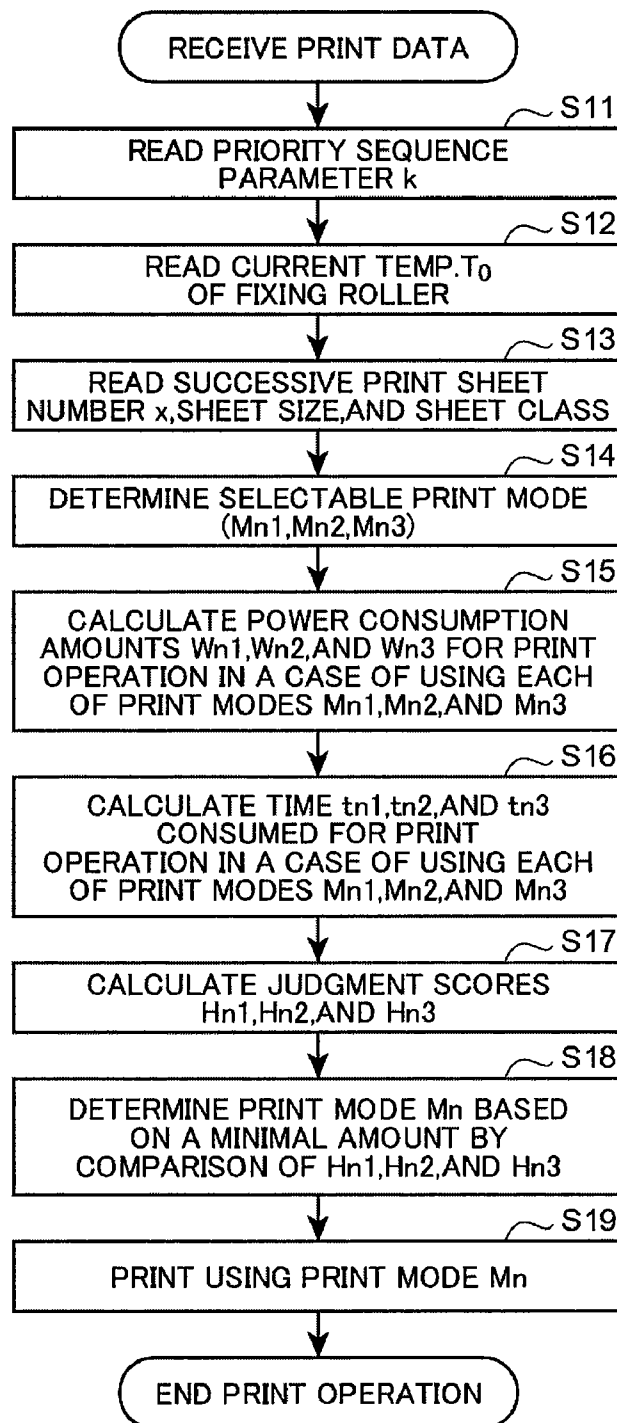 RECEIVE PRINT DATA
S11
READ PRIORITY SEQUENCE
PARAMETER k
S12
READ CURRENT TEMP.T0
OF FIXING ROLLER
S13
READ SUCCESSIVE PRINT SHEET
NUMBER x,SHEET SIZE,AND SHEET CLASS
S14
DETERMINE SELECTABLE PRINT MODE
(Mn1,Mn2,Mn3)
S15
CALCULATE POWER CONSUMPTION
AMOUNTS Wn1,Wn2,AND Wn3 FOR PRINT
OPERATION IN A CASE OF USING EACH
OF PRINT MODES Mn1,Mn2,AND Mn3
S16
CALCULATE TIME tn1,tn2,AND tn3
CONSUMED FOR PRINT
OPERATION IN A CASE OF USING EACH
OF PRINT MODES Mn1,Mn2,AND Mn3
S17
CALCULATE JUDGMENT SCORES
Hn1,Hn2,AND Hn3
S18
DETERMINE PRINT MODE Mn BASED
ON A MINIMAL AMOUNT BY
COMPARISON OF Hn1,Hn2,AND Hn3
S19
PRINT USING PRINT MODE Mn
END PRINT OPERATION